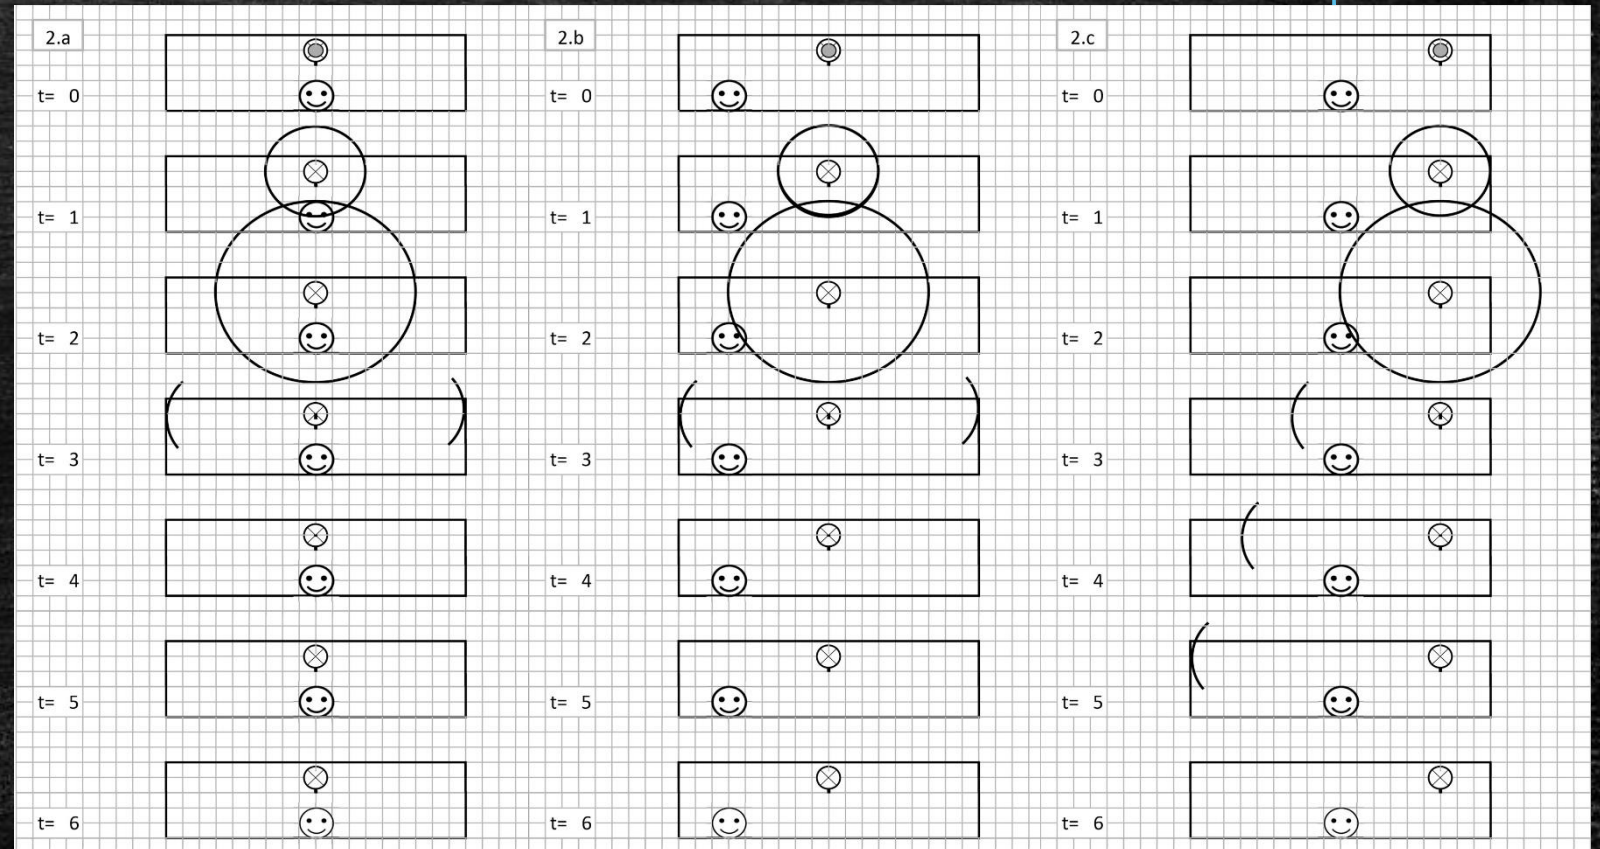 2.a
t= 0
t= 1
t= 2
t= 3
t= 4
t= 5
t= 6
2.b
t= 0
t= 1
t= 2
t= 3
t= 4
t= 5
t= 6
2.c
t= 0
t= 1
t= 2
t= 3
t= 4
t= 5
t= 6